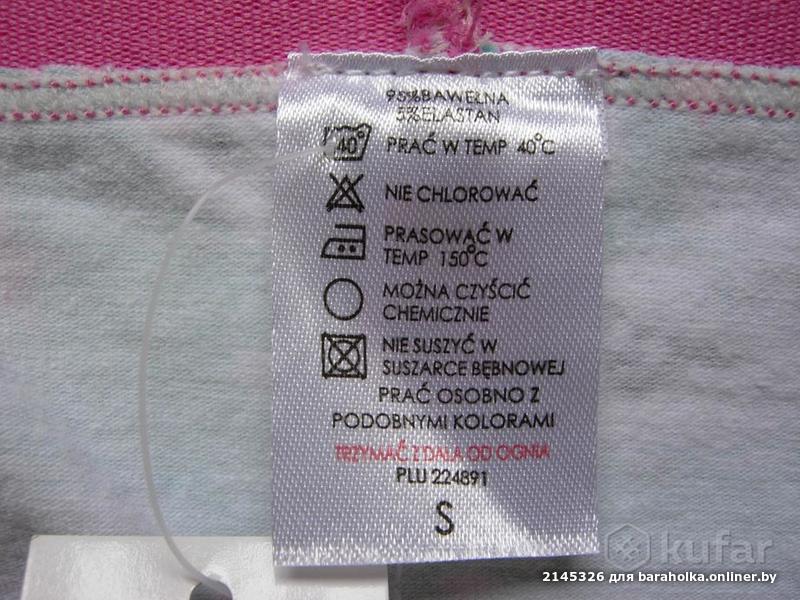 95%BAWEŁNA
5%ELASTAN
40° PRAĆ W TEMP 40°C
NIE CHLOROWAĆ
PRASOWAĆ W
TEMP 150°C
MOŻNA CZYŚCIĆ
CHEMICZNIE
NIE SUSZYĆ W
SUSZARCE BĘBNOWEJ
PRAĆ OSOBNO Z
PODOBNYMI KOLORAMI
TRZYMAĆ Z DALA OD OGNIA
PLU 224891
S
kufar
2145326 для baraholka.onliner.by